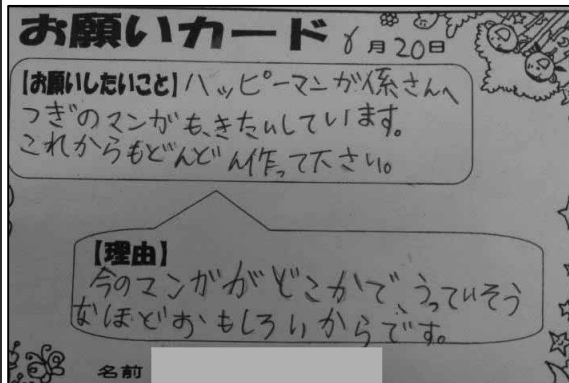 お願いカード 8月20日
【お願いしたいこと】ハッピーマンガ係さんへ
つぎのマンガも、きたいしています。
これからもどんどん作って下さい。
【理由】
今のマンガがどこかで、うっていそう
なほどおもしろいからです。
名前